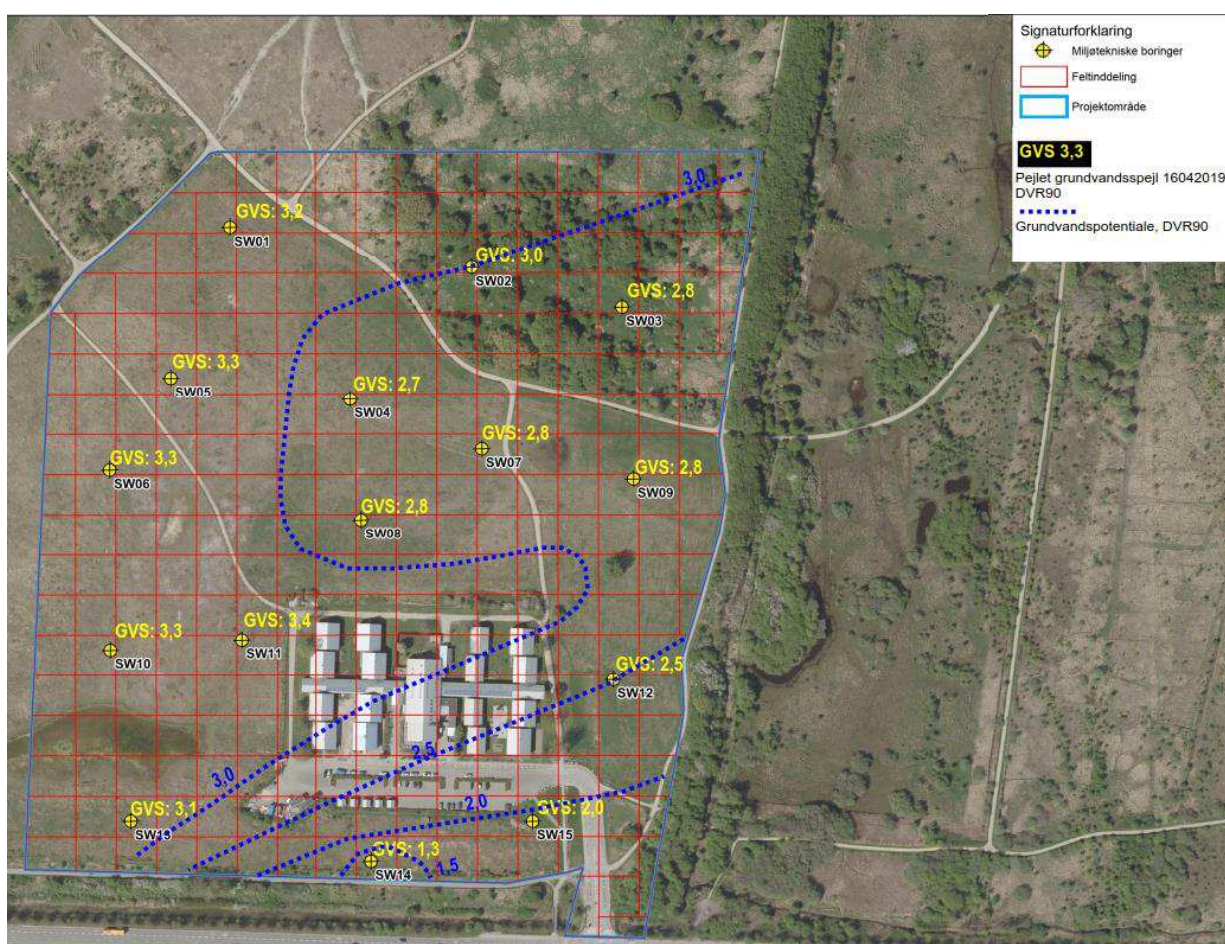 Signaturforklaring
Miljøtekniske boringer
Feltinddeling
Projektområde
GVS 3,3
Pejlet grundvandsspejl 16042019
DVR90
Grundvandspotentiale, DVR90
3,0
GVS: 3,2
SW01
GVS: 3,0
SW02
GVS: 2,8
SW03
GVS: 3,3
SW05
GVS: 2,7
SW04
GVS: 2,8
SW07
GVS: 3,3
SW06
GVS: 2,8
SW09
GVS: 2,8
SW08
GVS: 3,4
SW11
GVS: 3,3
SW10
GVS: 2,5
SW12
2,5
3,0
2,0
GVS: 3,1
SW13
GVS: 2,0
SW15
GVS: 1,3
SW14
1,5